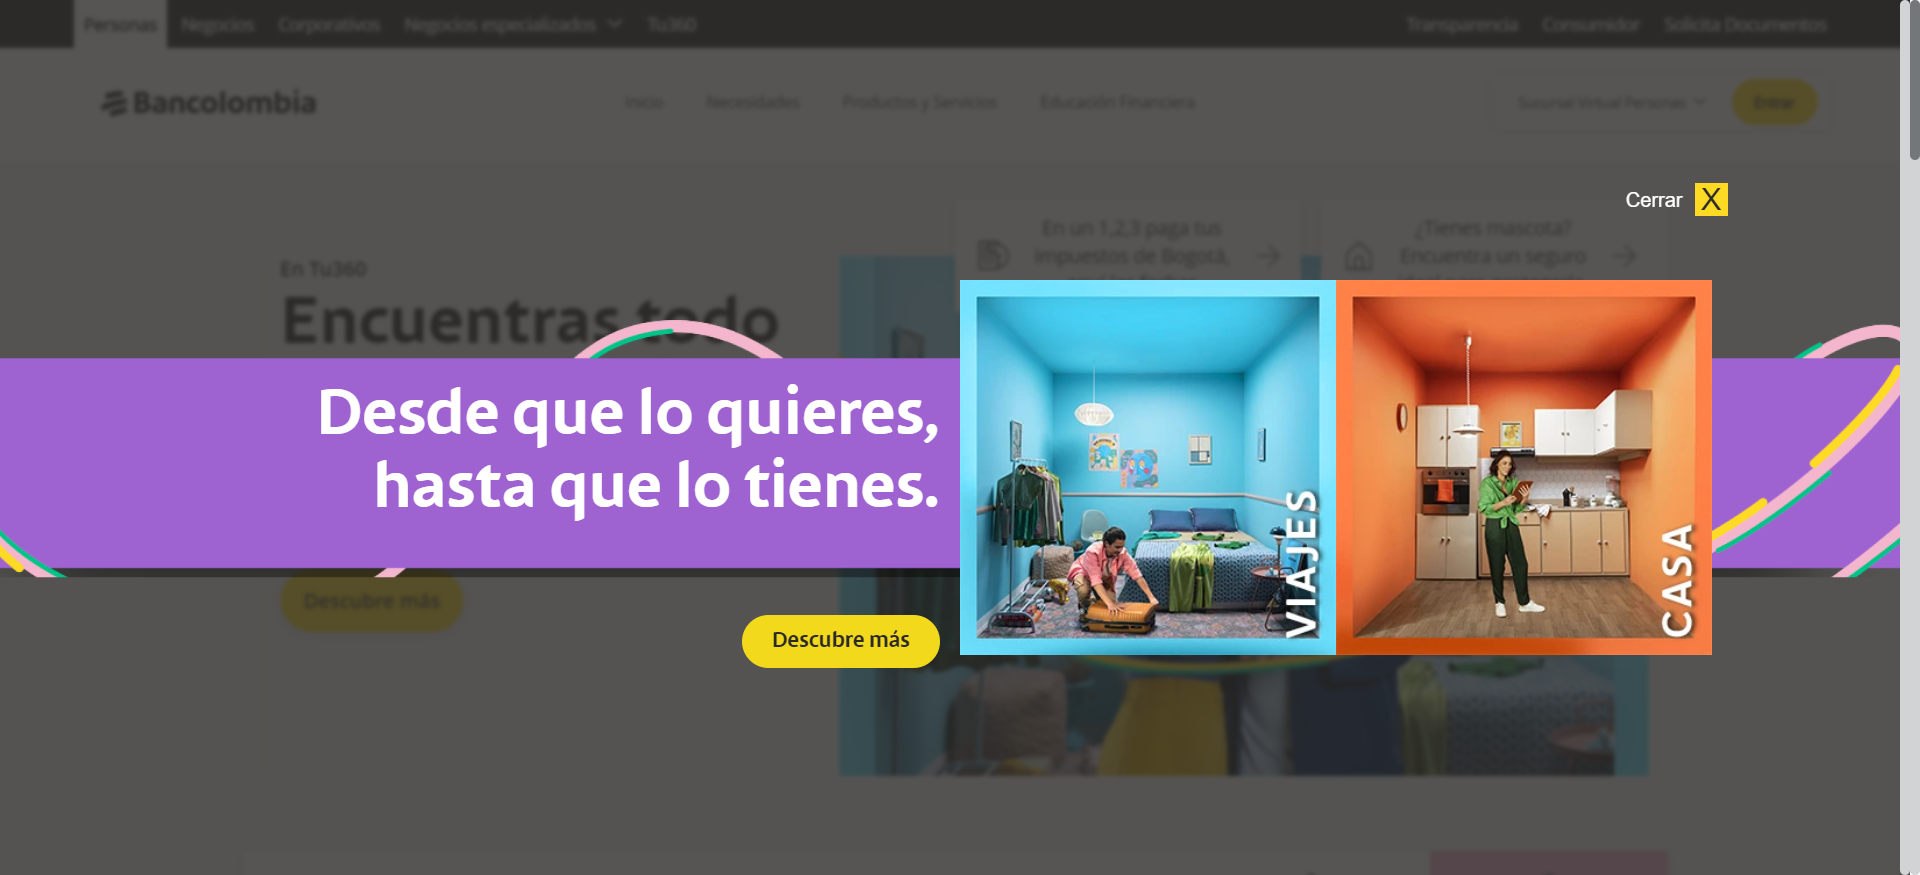 Personas Negocios Corporativos Negocios especializados Tu360 Transparencia Consumidor Solicita Documentos
Bancolombia Inicio Necesidades Productos y Servicios Educación Financiera Sucursal Virtual Personas Entrar
Cerrar X
En un 1,2,3 paga tus
impuestos de Bogotá,
¿Tienes mascota?
Encuentra un seguro
En Tu360
Encuentras todo
Desde que lo quieres,
hasta que lo tienes.
VIAJES
CASA
Descubre más
Descubre más